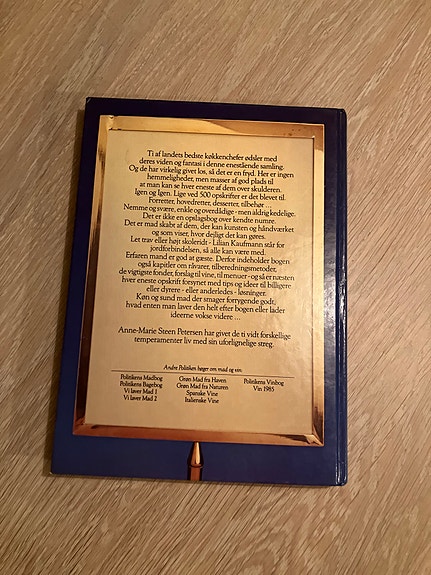 Ti af landets bedste køkkenchefer ødsler med
deres viden og fantasi i denne enestående samling.
Og de har virkelig givet los, så det er en fryd. Her er ingen
hemmeligheder, men masser af god plads til
at man kan se hver eneste af dem over skulderen.
Igen og Igen. Lige ved 500 opskrifter er det blevet til.
Forretter, hovedretter, desserter, tilbehør ...
Nemme og svære, enkle og overdådige - men aldrig kedelige.
Det er ikke en opslagsbog over kendte numre.
Det er mad skabt af dem, der kan kunsten og håndværket
og som viser, hvor dejligt det kan gøres.
Let trav eller højt skoleridt - Lilian Kaufmann står for
jordforbindelsen, så alle kan være med.
Erfaren mand er god at gæste. Derfor indeholder bogen
også kapitler om råvarer, tilberedningsmetoder,
de vigtigste fonder, forslag til vine, til menuer - og så er næsten
hver eneste opskrift forsynet med tips og ideer til billigere
eller dyrere - eller anderledes - løsninger.
Køn og sund mad der smager forrygende godt,
hvad enten man laver den helt efter bogen eller lader
ideerne vokse videre ...
Anne-Marie Steen Petersen har givet de ti vidt forskellige
temperamenter liv med sin uforlignelige streg.
Andre Politiken bøger om mad og vin:
Politikens Madbog
Politikens Bagebog
Vi laver Mad 1
Vi laver Mad 2
Grøn Mad fra Haven
Grøn Mad fra Naturen
Spanske Vine
Italienske Vine
Politikens Vinbog
Vin 1985